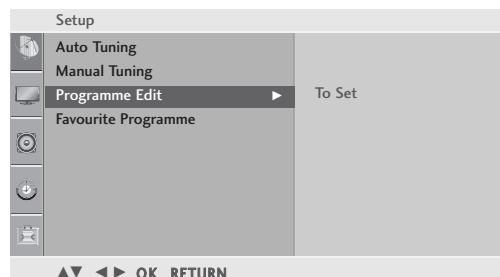 Setup
Auto Tuning
Manual Tuning
Programme Edit ► To Set
Favourite Programme
▲▼ ◄► OK RETURN